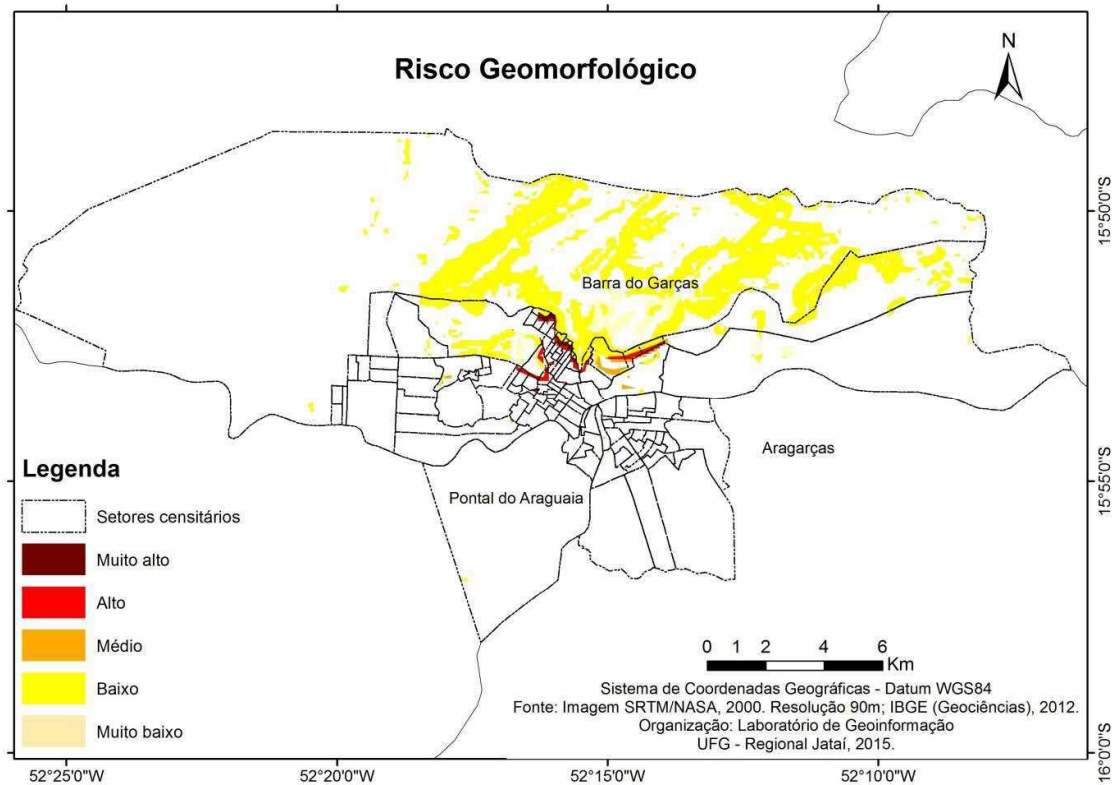 Risco Geomorfológico
N
Barra do Garças
Aragarças
Pontal do Araguaia
Legenda
Setores censitários
Muito alto
Alto
Médio
Baixo
Muito baixo
0 1 2 4 6
Km
Sistema de Coordenadas Geográficas - Datum WGS84
Fonte: Imagem SRTM/NASA, 2000. Resolução 90m; IBGE (Geociências), 2012.
Organização: Laboratório de Geoinformação
UFG - Regional Jataí, 2015.
15°50'0"S
15°55'0"S
16°0'0"S
52°25'0"W 52°20'0"W 52°15'0"W 52°10'0"W